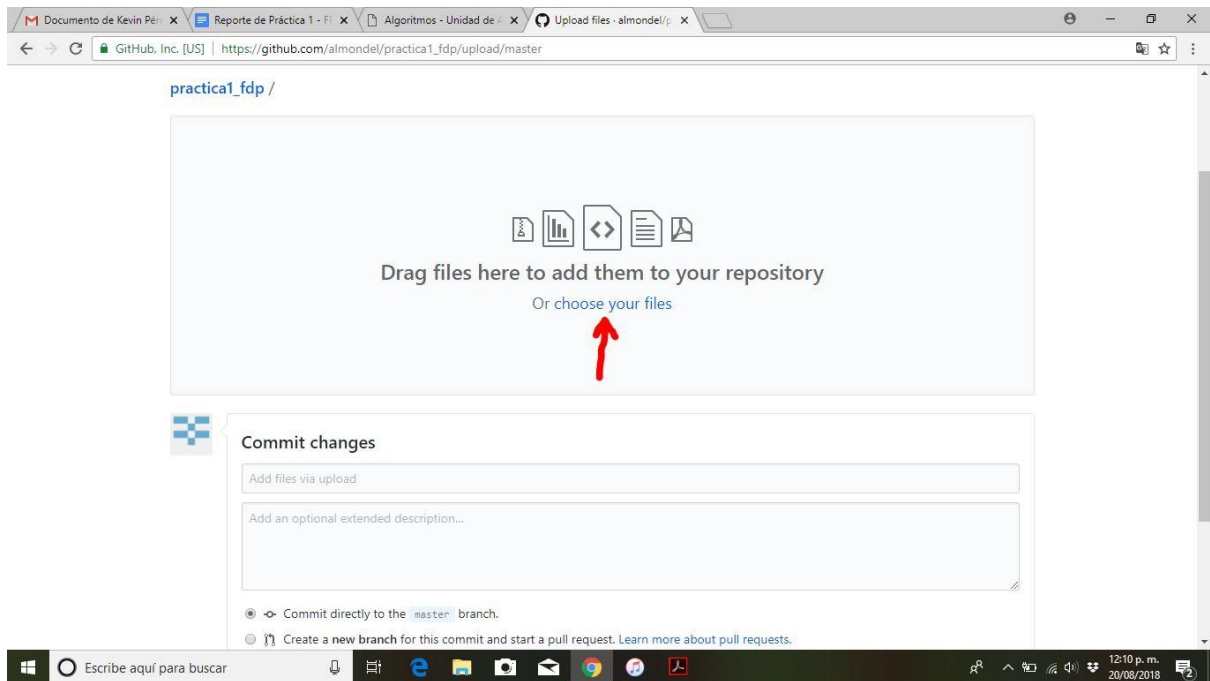 Documento de Kevin Pér
Reporte de Práctica 1 - Fi
Algoritmos - Unidad de A
Upload files · almondel/p
GitHub, Inc. [US] | https://github.com/almondel/practica1_fdp/upload/master
practica1_fdp /
Drag files here to add them to your repository
Or choose your files
Commit changes
Add files via upload
Add an optional extended description...
Commit directly to the master branch.
Create a new branch for this commit and start a pull request. Learn more about pull requests.
Escribe aquí para buscar
12:10 p. m.
20/08/2018
2